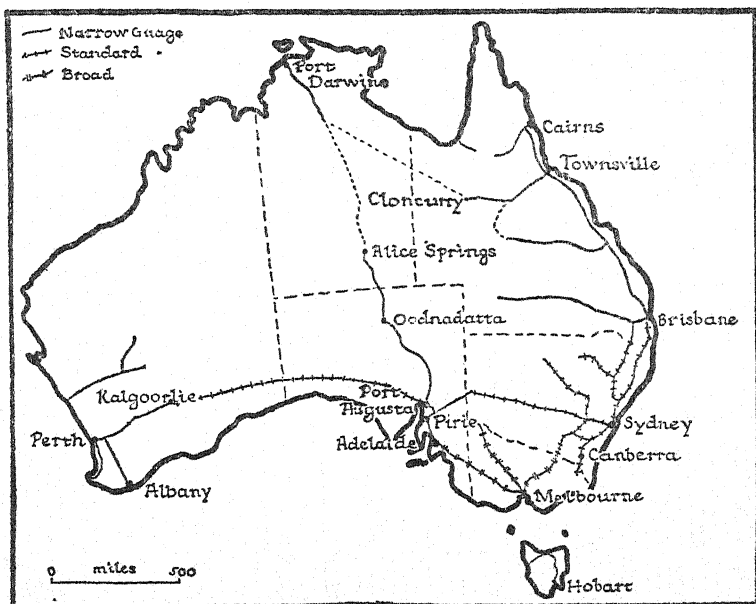 Narrow Guage
Standard
Broad
Port
Darwin
Cairns
Townsville
Cloncurry
Alice Springs
Oodnadatta
Brisbane
Kalgoorlie
Port
Augusta
Pirie
Sydney
Perth
Adelaide
Canberra
Albany
Melbourne
0 miles 500
Hobart